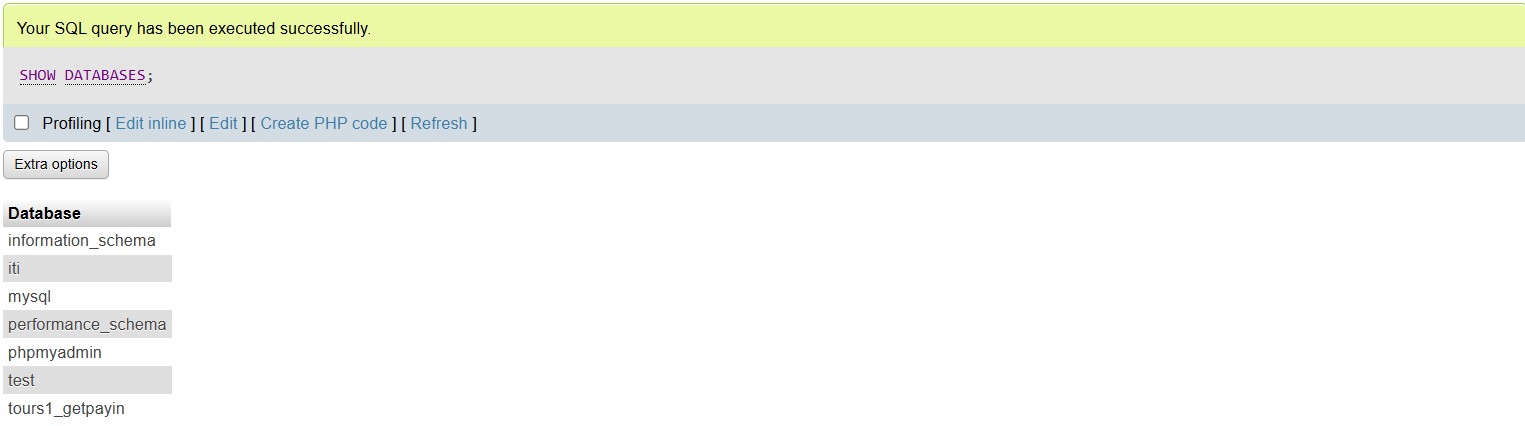 Your SQL query has been executed successfully.
SHOW DATABASES;
Profiling [ Edit inline ] [ Edit ] [ Create PHP code ] [ Refresh ]
Extra options
Database
information_schema
iti
mysql
performance_schema
phpmyadmin
test
tours1_getpayin